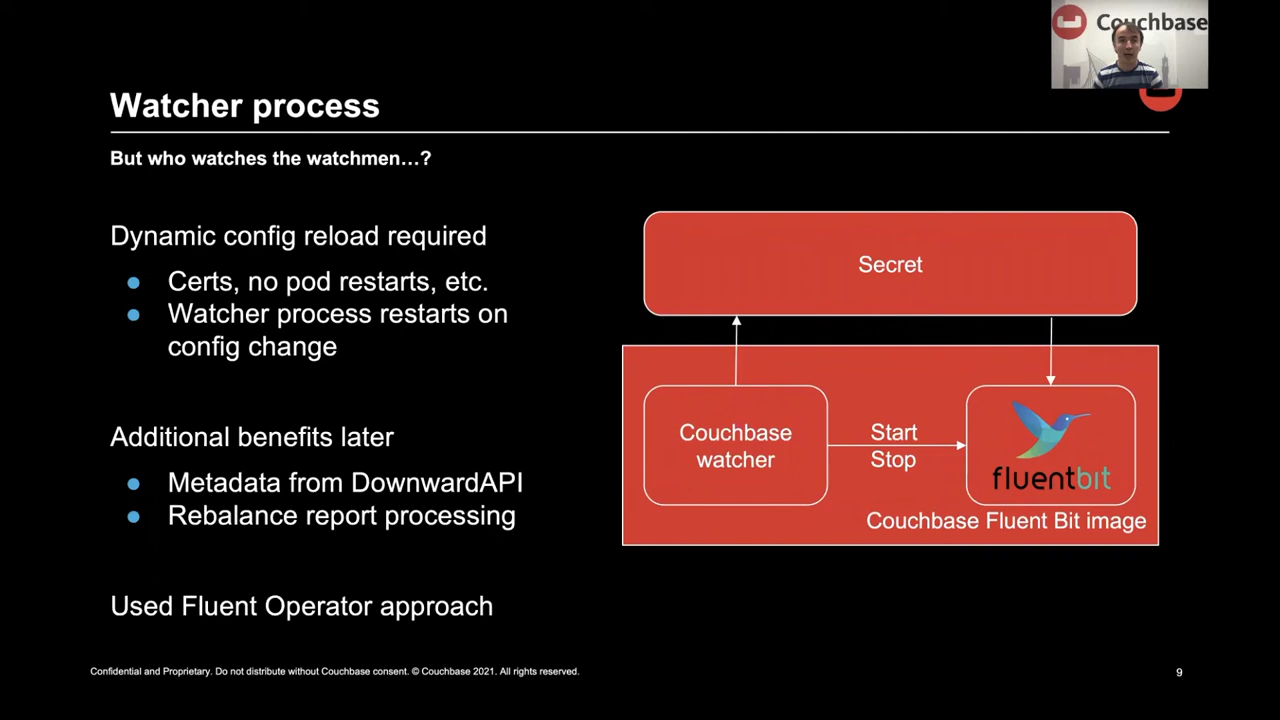 Couchbase
Watcher process
But who watches the watchmen…?
Dynamic config reload required
Certs, no pod restarts, etc.
Watcher process restarts on
config change
Additional benefits later
Metadata from DownwardAPI
Rebalance report processing
Used Fluent Operator approach
Secret
Couchbase
watcher
Start
Stop
fluentbit
Couchbase Fluent Bit image
Confidential and Proprietary. Do not distribute without Couchbase consent. © Couchbase 2021. All rights reserved.
9